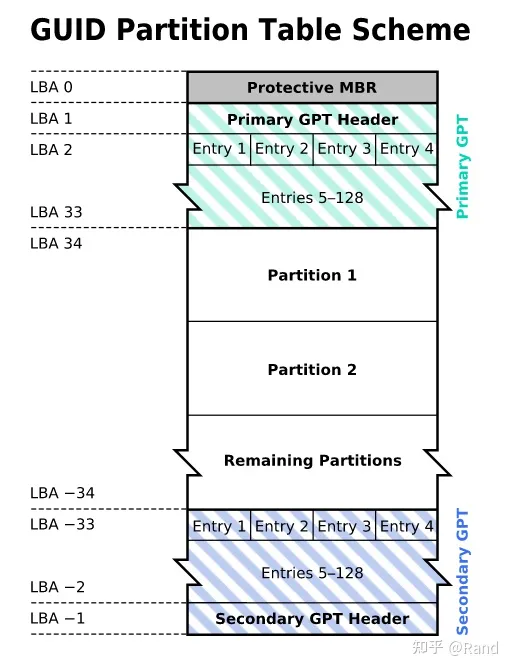 GUID Partition Table Scheme
LBA 0
Protective MBR
LBA 1
Primary GPT Header
LBA 2
Entry 1 Entry 2 Entry 3 Entry 4
Entries 5–128
LBA 33
Primary GPT
LBA 34
Partition 1
Partition 2
Remaining Partitions
LBA −34
LBA −33
Entry 1 Entry 2 Entry 3 Entry 4
Entries 5–128
LBA −2
LBA −1
Secondary GPT Header
Secondary GPT
知乎 @Rand